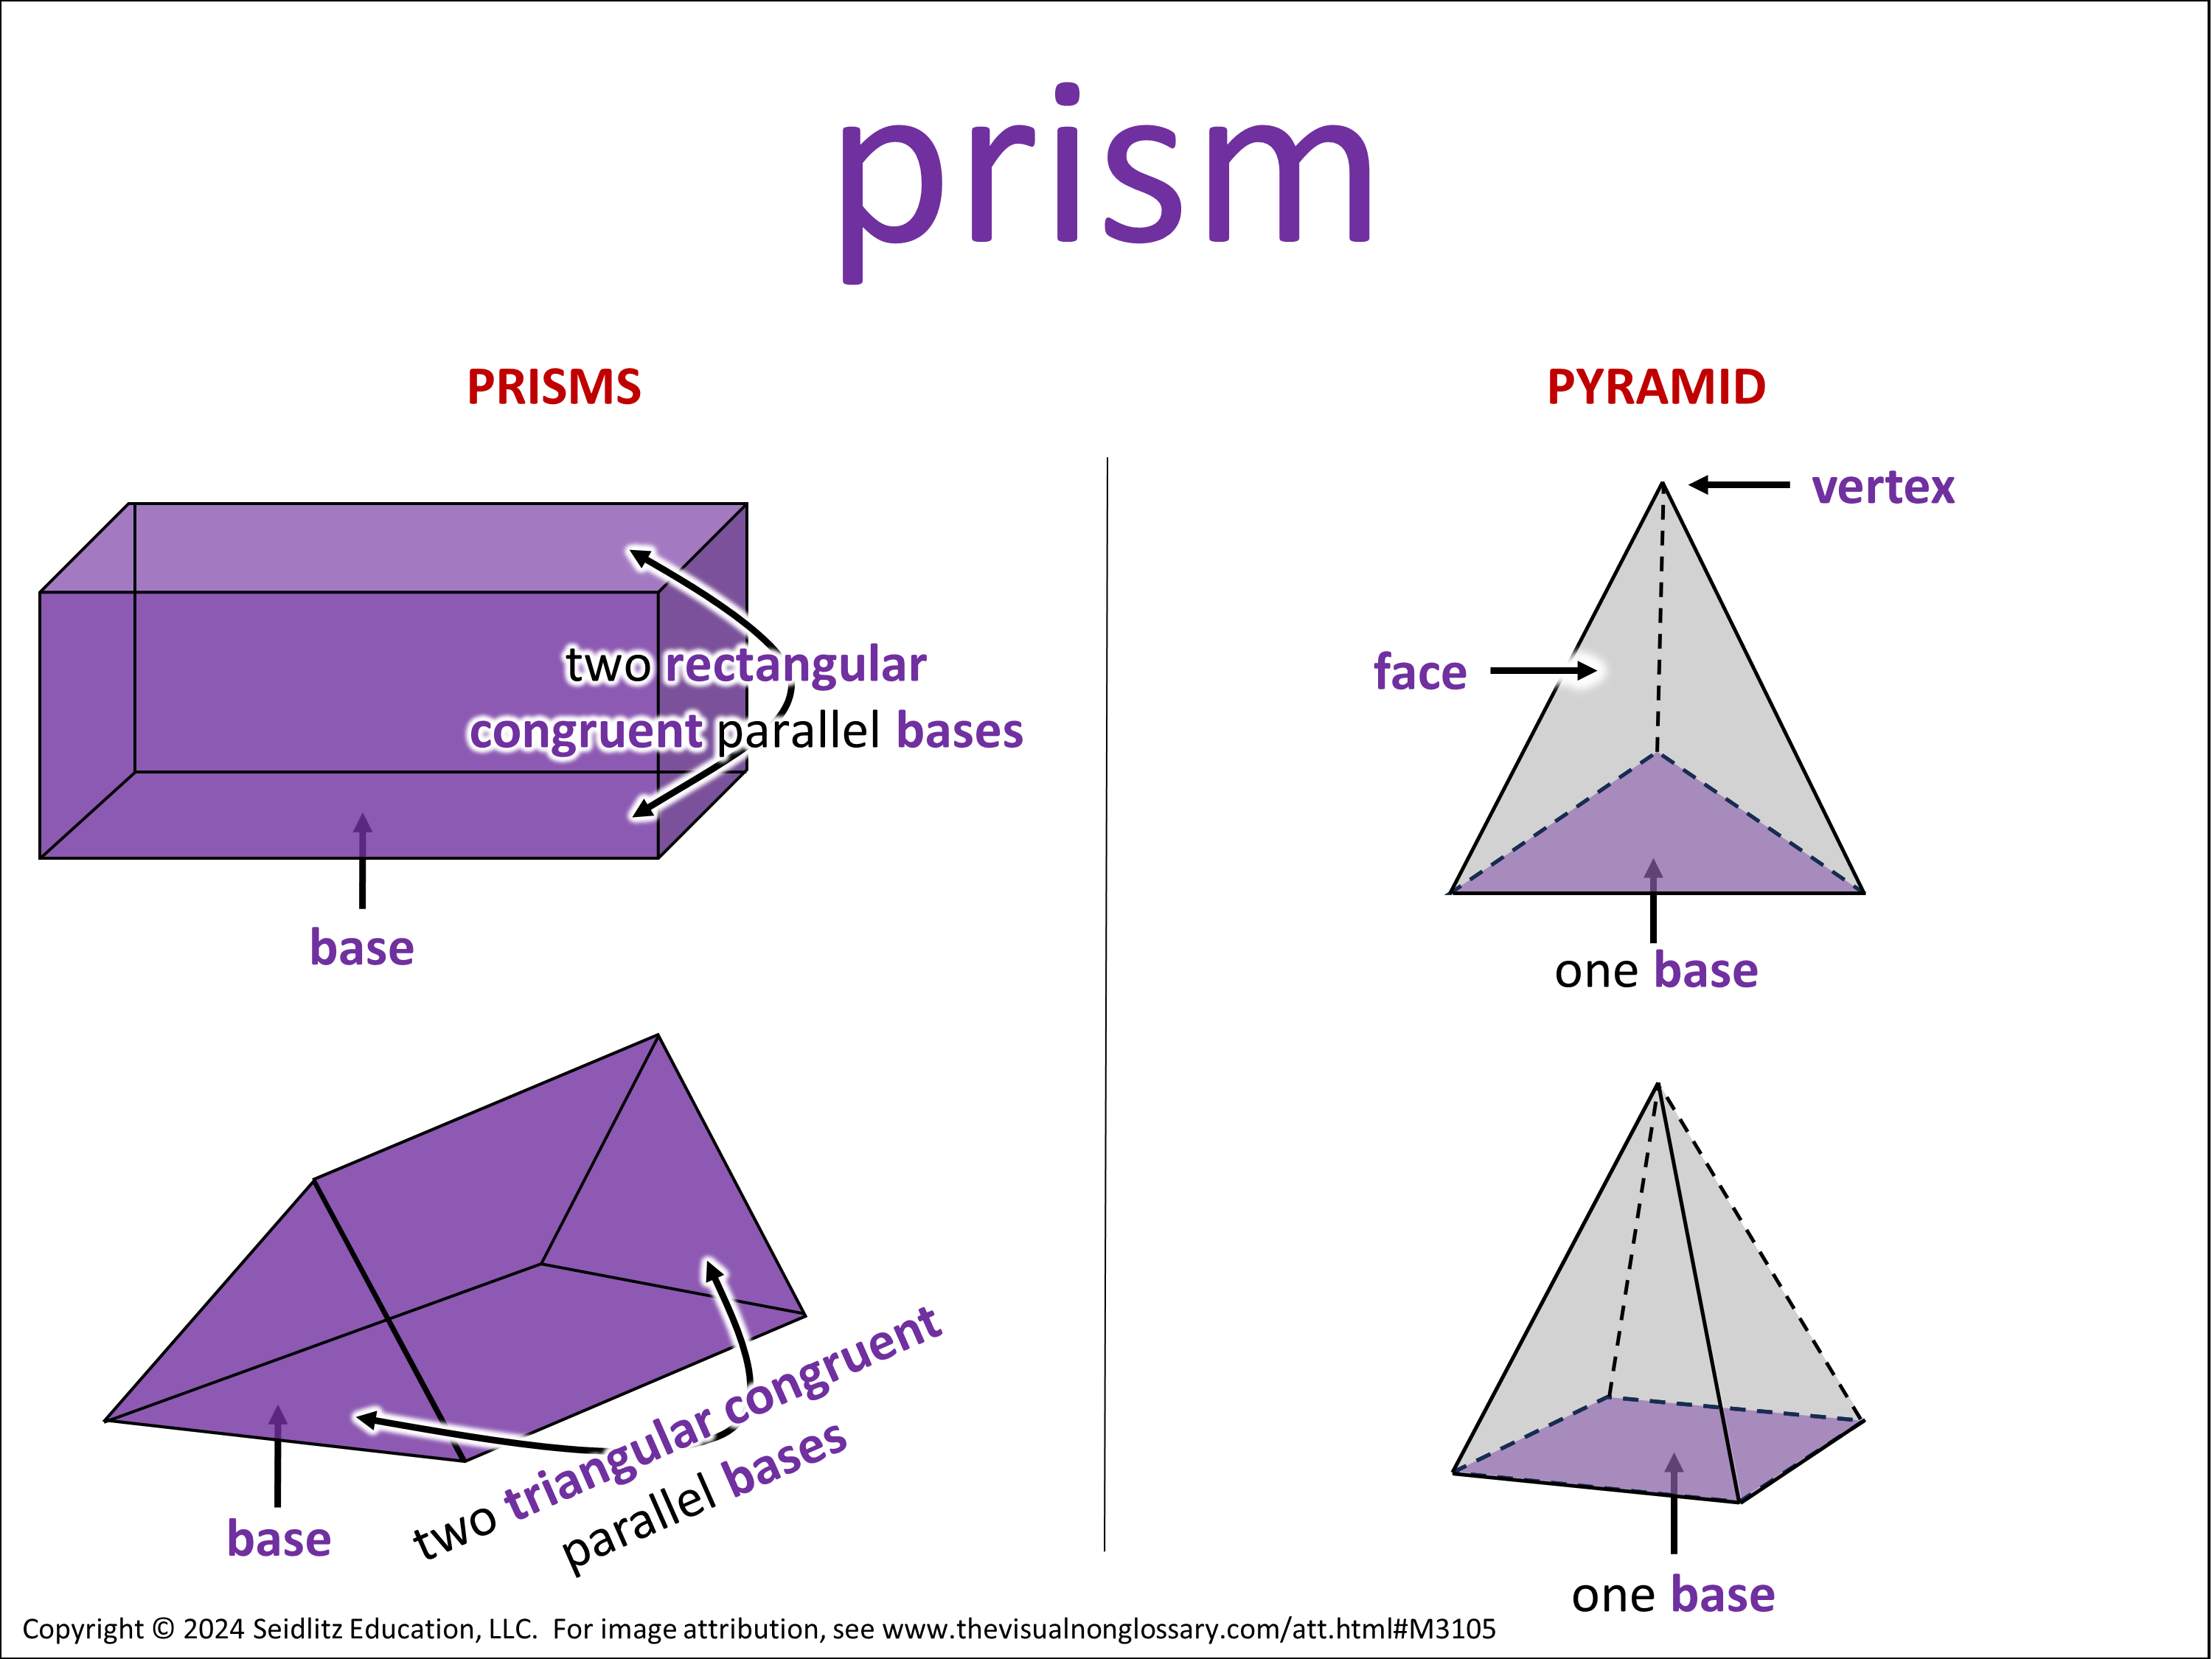 prism
PRISMS
two rectangular
congruent parallel bases
base
two triangular congruent
parallel bases
base
PYRAMID
vertex
face
one base
one base
Copyright © 2024 Seidlitz Education, LLC.  For image attribution, see www.thevisualnonglossary.com/att.html#M3105